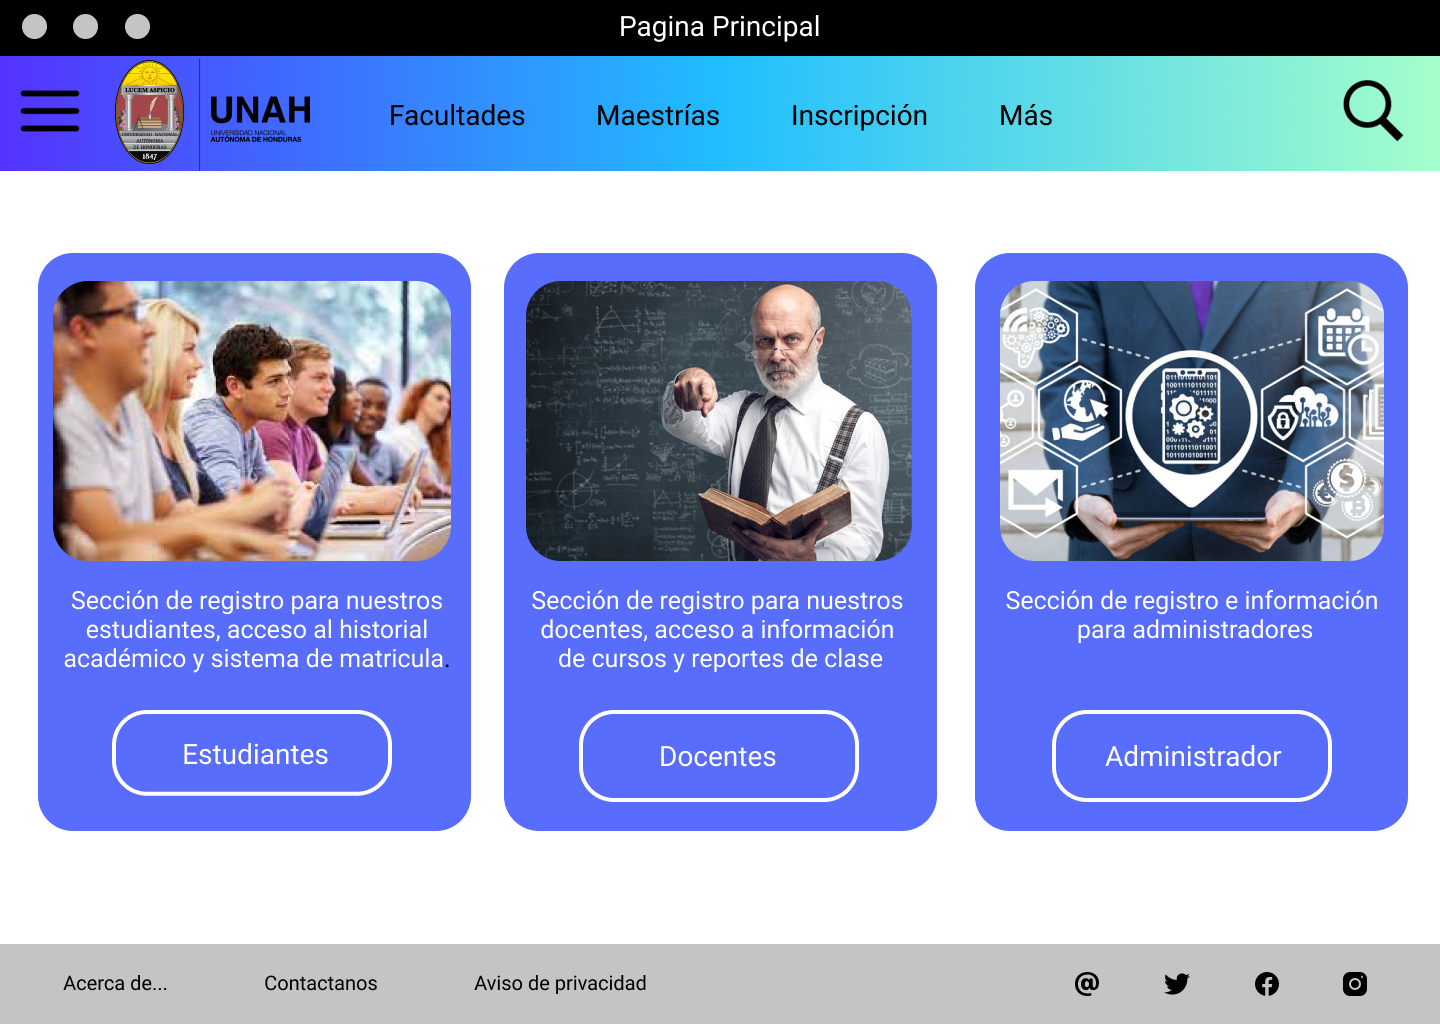 Pagina Principal
LUCEM ASPICIO
UNIVERSIDAD NACIONAL
AUTÓNOMA
DE HONDURAS
1847
UNAH
UNIVERSIDAD NACIONAL
AUTÓNOMA DE HONDURAS
Facultades
Maestrías
Inscripción
Más
Sección de registro para nuestros
estudiantes, acceso al historial
académico y sistema de matricula.
Estudiantes
Sección de registro para nuestros
docentes, acceso a información
de cursos y reportes de clase
Docentes
Sección de registro e información
para administradores
Administrador
Acerca de...
Contactanos
Aviso de privacidad